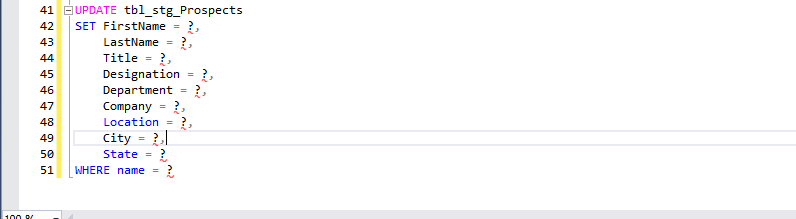 41 UPDATE tbl_stg_Prospects
42 SET FirstName = ?,
43 LastName = ?,
44 Title = ?,
45 Designation = ?,
46 Department = ?,
47 Company = ?,
48 Location = ?,
49 City = ?,
50 State = ?
51 WHERE name = ?
100 %